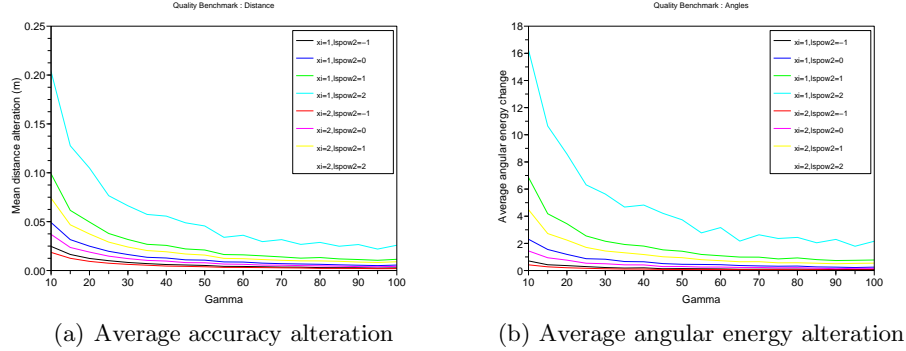 Quality Benchmark : Distance
0.25
0.20
0.15
0.10
0.05
0.00
Mean distance alteration (m)
xi=1,lspow2=−1
xi=1,lspow2=0
xi=1,lspow2=1
xi=1,lspow2=2
xi=2,lspow2=−1
xi=2,lspow2=0
xi=2,lspow2=1
xi=2,lspow2=2
10 20 30 40 50 60 70 80 90 100
Gamma
(a) Average accuracy alteration
Quality Benchmark : Angles
18
16
14
12
10
8
6
4
2
0
Average angular energy change
xi=1,lspow2=−1
xi=1,lspow2=0
xi=1,lspow2=1
xi=1,lspow2=2
xi=2,lspow2=−1
xi=2,lspow2=0
xi=2,lspow2=1
xi=2,lspow2=2
10 20 30 40 50 60 70 80 90 100
Gamma
(b) Average angular energy alteration